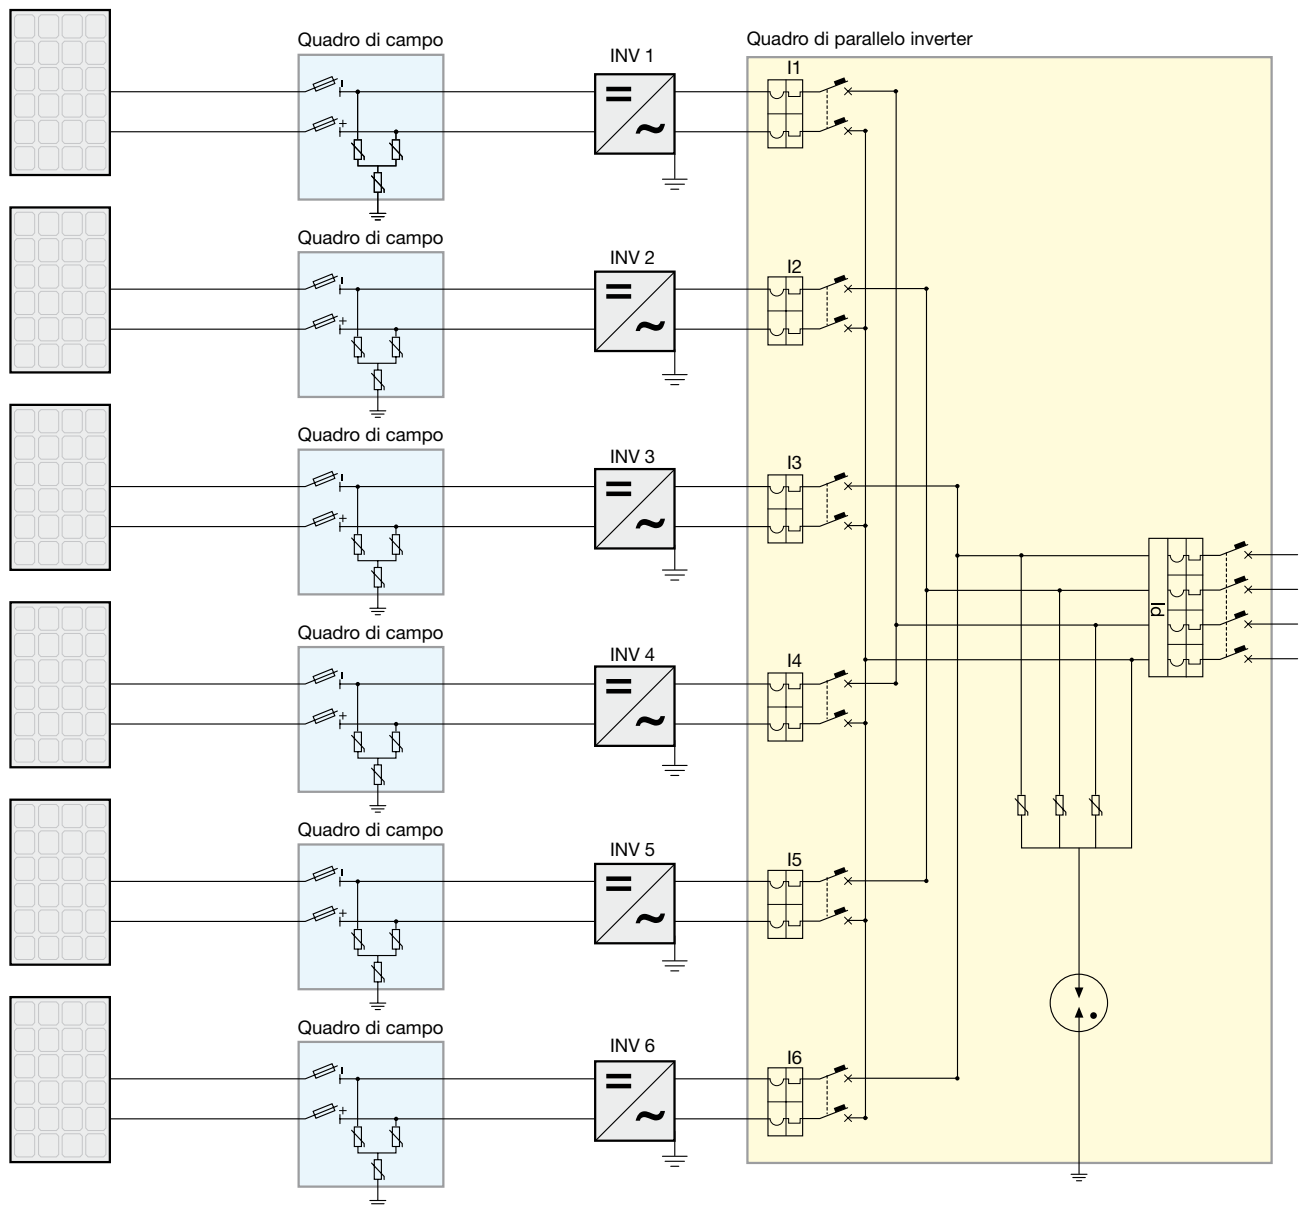 Quadro di campo
INV 1
Quadro di parallelo inverter
I1
Quadro di campo
INV 2
I2
Quadro di campo
INV 3
I3
Id
Quadro di campo
INV 4
I4
Quadro di campo
INV 5
I5
Quadro di campo
INV 6
I6